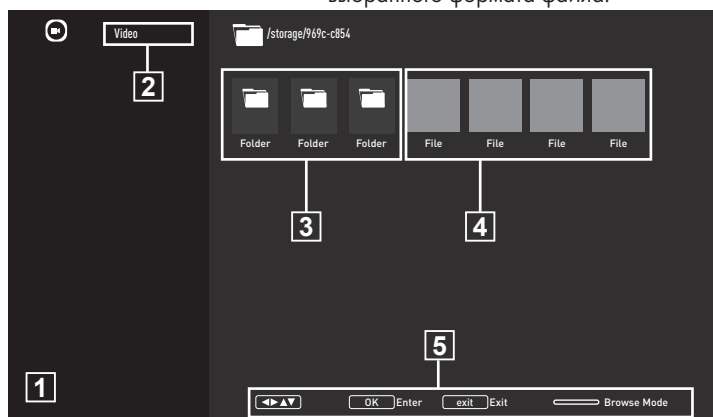 выбранного формата файла.
Video /storage/969c-c854
2
Folder Folder Folder File File File File
3 4
5
1
◄►▲▼ OK Enter exit Exit Browse Mode